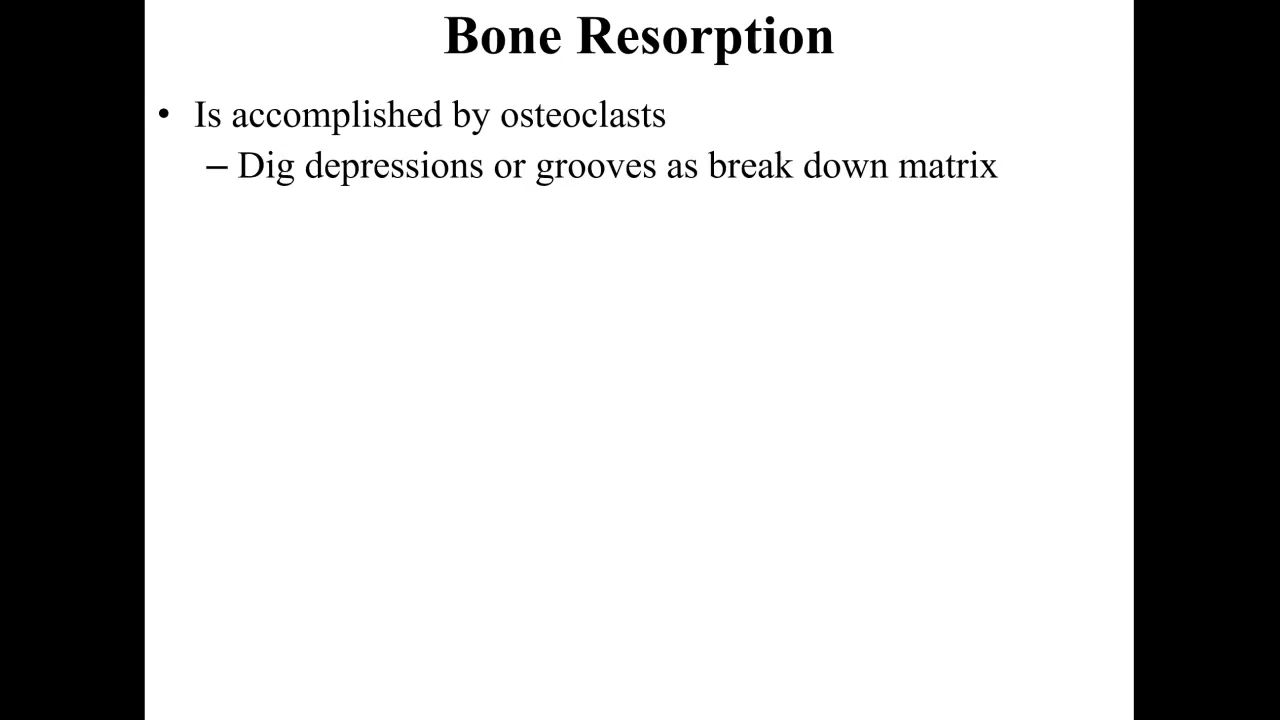 Bone Resorption
• Is accomplished by osteoclasts
– Dig depressions or grooves as break down matrix